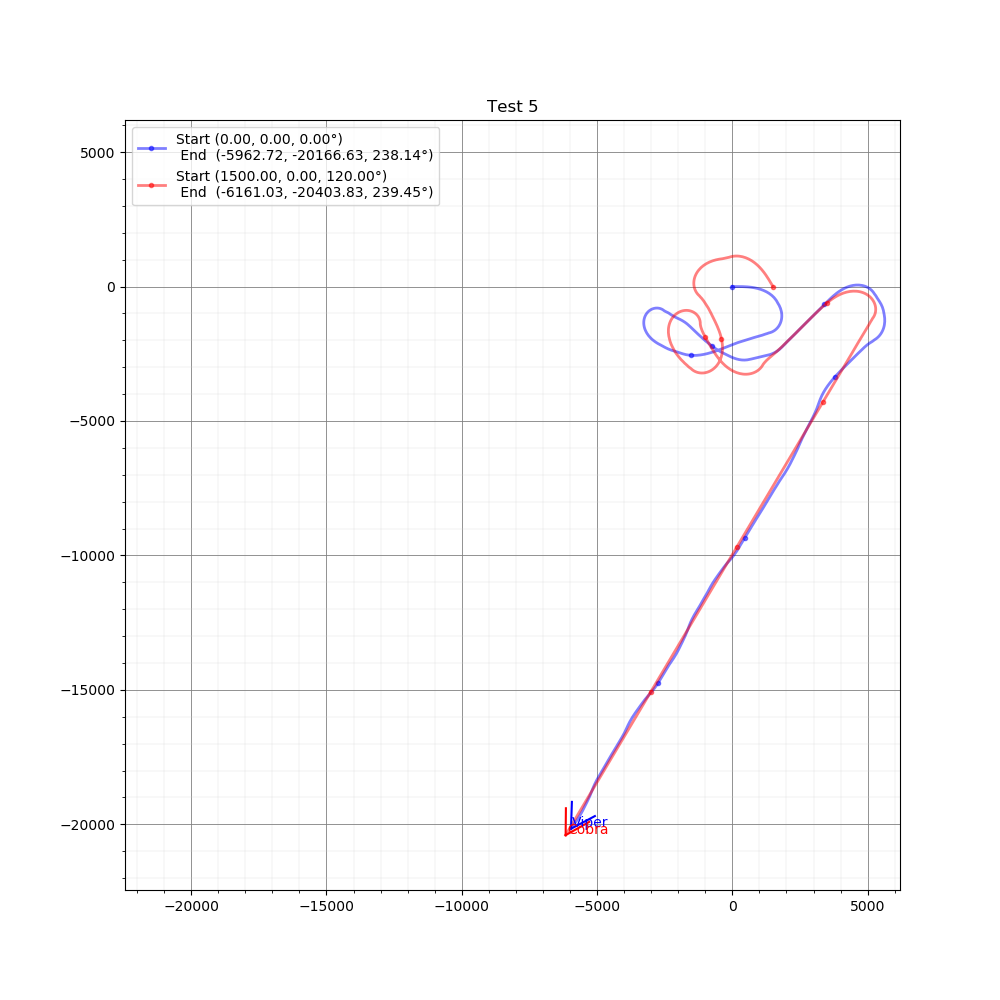 Test 5
Start (0.00, 0.00, 0.00°)
End (-5962.72, -20166.63, 238.14°)
Start (1500.00, 0.00, 120.00°)
End (-6161.03, -20403.83, 239.45°)
5000
0
−5000
−10000
−15000
−20000
Viper
Cobra
−20000 −15000 −10000 −5000 0 5000